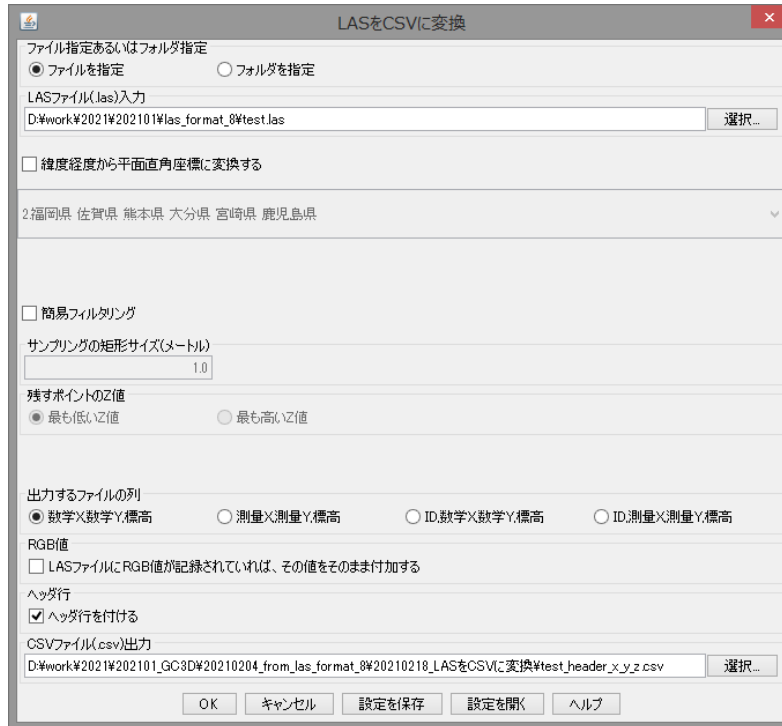 LASをCSVに変換
ファイル指定あるいはフォルダ指定
ファイルを指定 フォルダを指定
LASファイル(.las)入力
D:¥work¥2021¥202101¥las_format_8¥test.las 選択...
緯度経度から平面直角座標に変換する
2.福岡県 佐賀県 熊本県 大分県 宮崎県 鹿児島県
簡易フィルタリング
サンプリングの矩形サイズ(メートル)
1.0
残すポイントのZ値
最も低いZ値 最も高いZ値
出力するファイルの列
数学X,数学Y,標高 測量X,測量Y,標高 ID,数学X,数学Y,標高 ID,測量X,測量Y,標高
RGB値
LASファイルにRGB値が記録されていれば、その値をそのまま付加する
ヘッダ行
ヘッダ行を付ける
CSVファイル(.csv)出力
D:¥work¥2021¥202101_GC3D¥20210204_from_las_format_8¥20210218_LASをCSVに変換¥test_header_x_y_z.csv 選択...
OK キャンセル 設定を保存 設定を開く ヘルプ